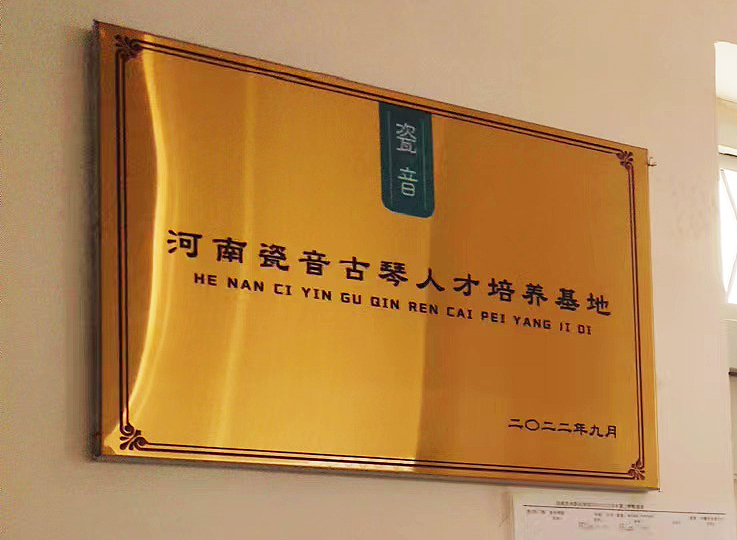 瓷音
河南瓷音古琴人才培养基地
HE NAN CI YIN GU QIN REN CAI PEI YANG JI DI
二〇二二年九月